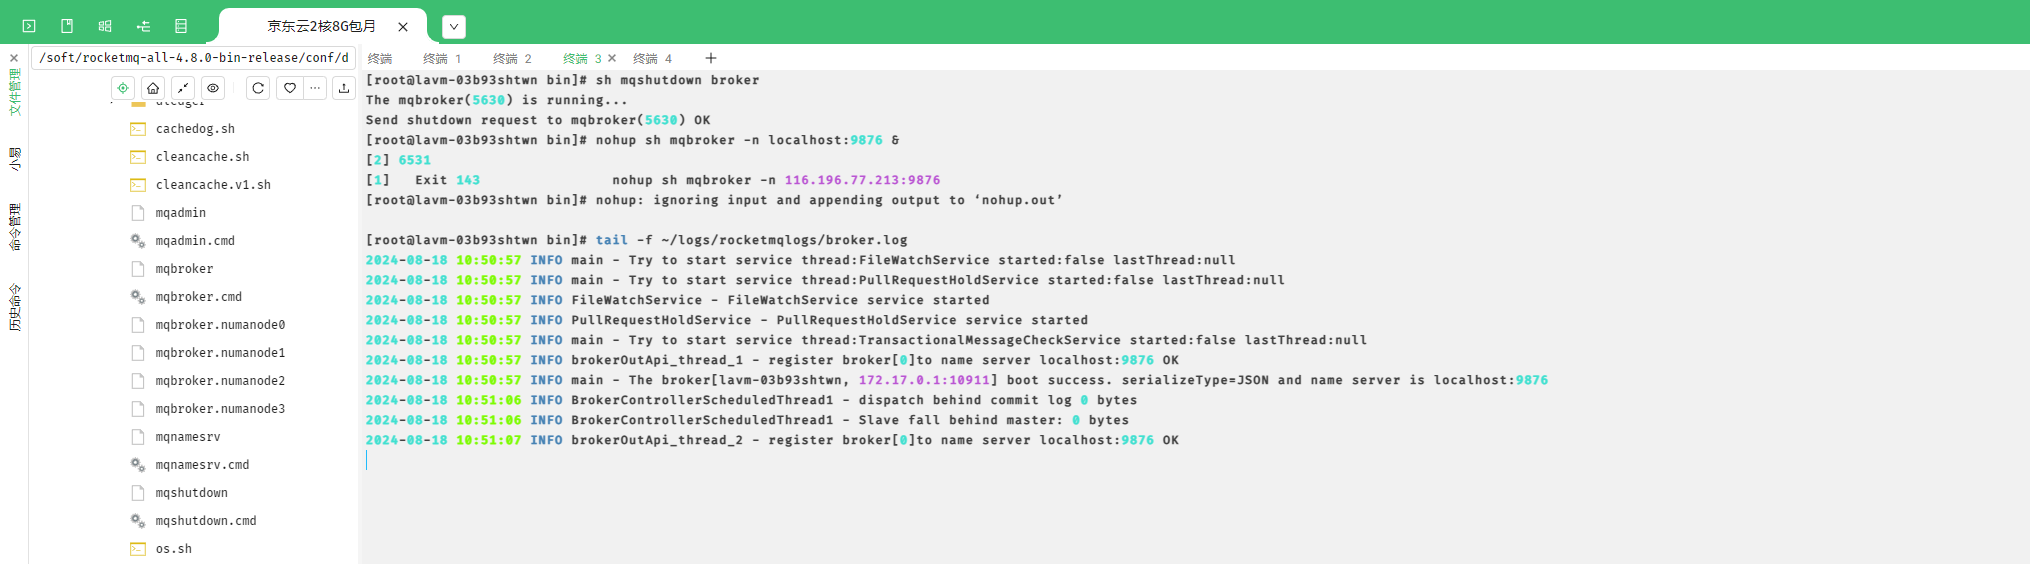 京东云2核8G包月
/soft/rocketmq-all-4.8.0-bin-release/conf/d
终端
终端 1
终端 2
终端 3
终端 4
文件管理
小易
命令管理
历史命令
dledger
cachedog.sh
cleancache.sh
cleancache.v1.sh
mqadmin
mqadmin.cmd
mqbroker
mqbroker.cmd
mqbroker.numanode0
mqbroker.numanode1
mqbroker.numanode2
mqbroker.numanode3
mqnamesrv
mqnamesrv.cmd
mqshutdown
mqshutdown.cmd
os.sh
[root@lavm-03b93shtwn bin]# sh mqshutdown broker
The mqbroker(5630) is running...
Send shutdown request to mqbroker(5630) OK
[root@lavm-03b93shtwn bin]# nohup sh mqbroker -n localhost:9876 &
[2] 6531
[1]   Exit 143                nohup sh mqbroker -n 116.196.77.213:9876
[root@lavm-03b93shtwn bin]# nohup: ignoring input and appending output to ‘nohup.out’
[root@lavm-03b93shtwn bin]# tail -f ~/logs/rocketmqlogs/broker.log
2024-08-18 10:50:57 INFO main - Try to start service thread:FileWatchService started:false lastThread:null
2024-08-18 10:50:57 INFO main - Try to start service thread:PullRequestHoldService started:false lastThread:null
2024-08-18 10:50:57 INFO FileWatchService - FileWatchService service started
2024-08-18 10:50:57 INFO PullRequestHoldService - PullRequestHoldService service started
2024-08-18 10:50:57 INFO main - Try to start service thread:TransactionalMessageCheckService started:false lastThread:null
2024-08-18 10:50:57 INFO brokerOutApi_thread_1 - register broker[0]to name server localhost:9876 OK
2024-08-18 10:50:57 INFO main - The broker[lavm-03b93shtwn, 172.17.0.1:10911] boot success. serializeType=JSON and name server is localhost:9876
2024-08-18 10:51:06 INFO BrokerControllerScheduledThread1 - dispatch behind commit log 0 bytes
2024-08-18 10:51:06 INFO BrokerControllerScheduledThread1 - Slave fall behind master: 0 bytes
2024-08-18 10:51:07 INFO brokerOutApi_thread_2 - register broker[0]to name server localhost:9876 OK